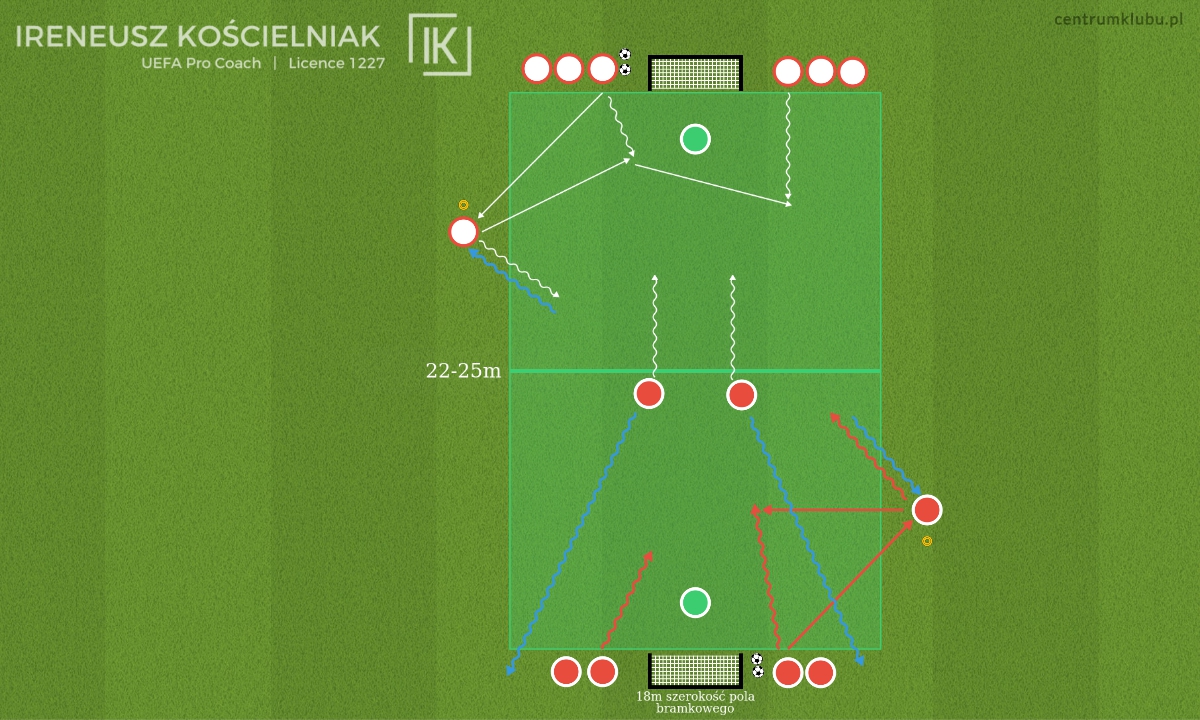 IRENEUSZ KOŚCIELNIAK
UEFA Pro Coach | Licence 1227
IK
centrumklubu.pl
22-25m
18m szerokość pola
bramkowego